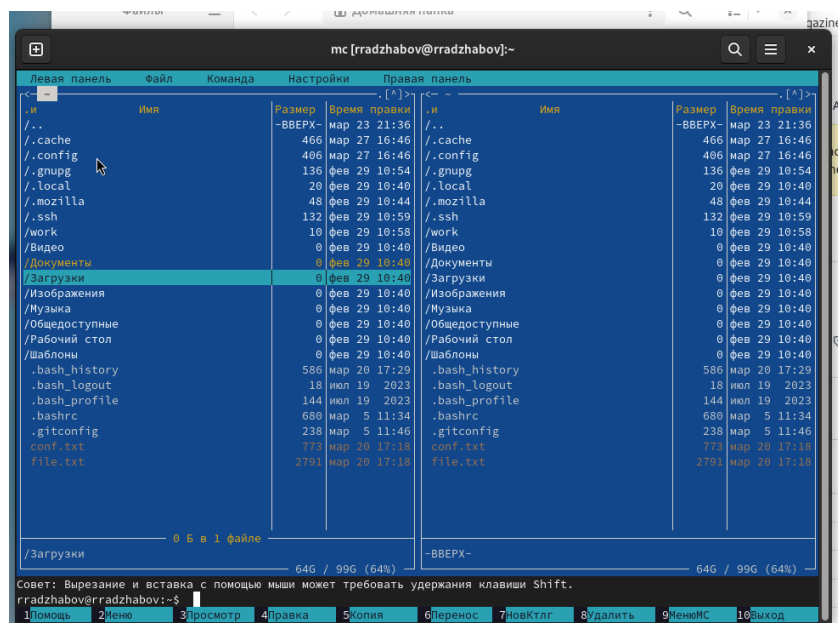 Файлы Домашняя папка
mc [rradzhabov@rradzhabov]:~
Левая панель Файл Команда Настройки Правая панель
<— ~ .[^]> <— ~ .[^]>
.и Имя Размер Время правки .и Имя Размер Время правки
/.. -ВВЕРХ- мар 23 21:36 /.. -ВВЕРХ- мар 23 21:36
/.cache 466 мар 27 16:46 /.cache 466 мар 27 16:46
/.config 406 мар 27 16:46 /.config 406 мар 27 16:46
/.gnupg 136 фев 29 10:54 /.gnupg 136 фев 29 10:54
/.local 20 фев 29 10:40 /.local 20 фев 29 10:40
/.mozilla 48 фев 29 10:44 /.mozilla 48 фев 29 10:44
/.ssh 132 фев 29 10:59 /.ssh 132 фев 29 10:59
/work 10 фев 29 10:58 /work 10 фев 29 10:58
/Видео 0 фев 29 10:40 /Видео 0 фев 29 10:40
/Документы 0 фев 29 10:40 /Документы 0 фев 29 10:40
/Загрузки 0 фев 29 10:40 /Загрузки 0 фев 29 10:40
/Изображения 0 фев 29 10:40 /Изображения 0 фев 29 10:40
/Музыка 0 фев 29 10:40 /Музыка 0 фев 29 10:40
/Общедоступные 0 фев 29 10:40 /Общедоступные 0 фев 29 10:40
/Рабочий стол 0 фев 29 10:40 /Рабочий стол 0 фев 29 10:40
/Шаблоны 0 фев 29 10:40 /Шаблоны 0 фев 29 10:40
.bash_history 586 мар 20 17:29 .bash_history 586 мар 20 17:29
.bash_logout 18 июл 19 2023 .bash_logout 18 июл 19 2023
.bash_profile 144 июл 19 2023 .bash_profile 144 июл 19 2023
.bashrc 680 мар 5 11:34 .bashrc 680 мар 5 11:34
.gitconfig 238 мар 5 11:46 .gitconfig 238 мар 5 11:46
conf.txt 773 мар 20 17:18 conf.txt 773 мар 20 17:18
file.txt 2791 мар 20 17:18 file.txt 2791 мар 20 17:18
0 Б в 1 файле
/Загрузки -ВВЕРХ-
64G / 99G (64%) 64G / 99G (64%)
Совет: Вырезание и вставка с помощью мыши может требовать удержания клавиши Shift.
rradzhabov@rradzhabov:~$
1Помощь 2Меню 3Просмотр 4Правка 5Копия 6Перенос 7НовКтлг 8Удалить 9МенюMC 10Выход